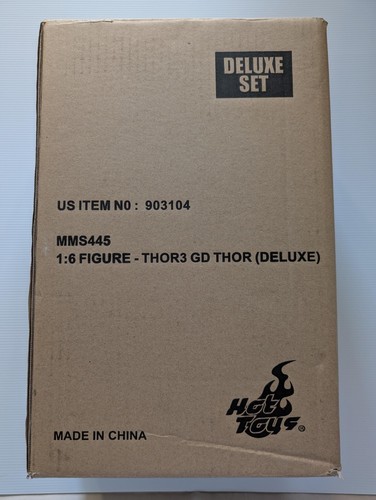 DELUXE
SET
US ITEM N0 : 903104
MMS445
1:6 FIGURE - THOR3 GD THOR (DELUXE)
Hot
Toys®
MADE IN CHINA